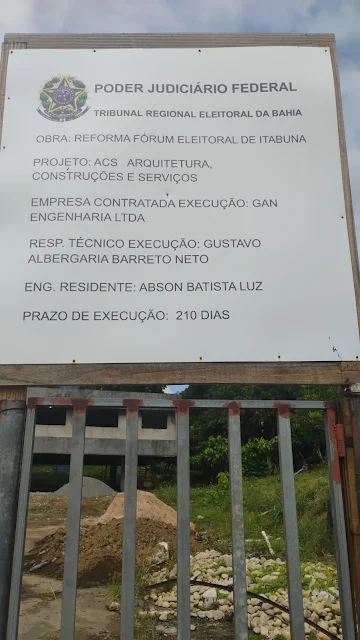 PODER JUDICIÁRIO FEDERAL
TRIBUNAL REGIONAL ELEITORAL DA BAHIA
OBRA: REFORMA FÓRUM ELEITORAL DE ITABUNA
PROJETO: ACS ARQUITETURA,
CONSTRUÇÕES E SERVIÇOS
EMPRESA CONTRATADA EXECUÇÃO: GAN
ENGENHARIA LTDA
RESP. TÉCNICO EXECUÇÃO: GUSTAVO
ALBERGARIA BARRETO NETO
ENG. RESIDENTE: ABSON BATISTA LUZ
PRAZO DE EXECUÇÃO: 210 DIAS